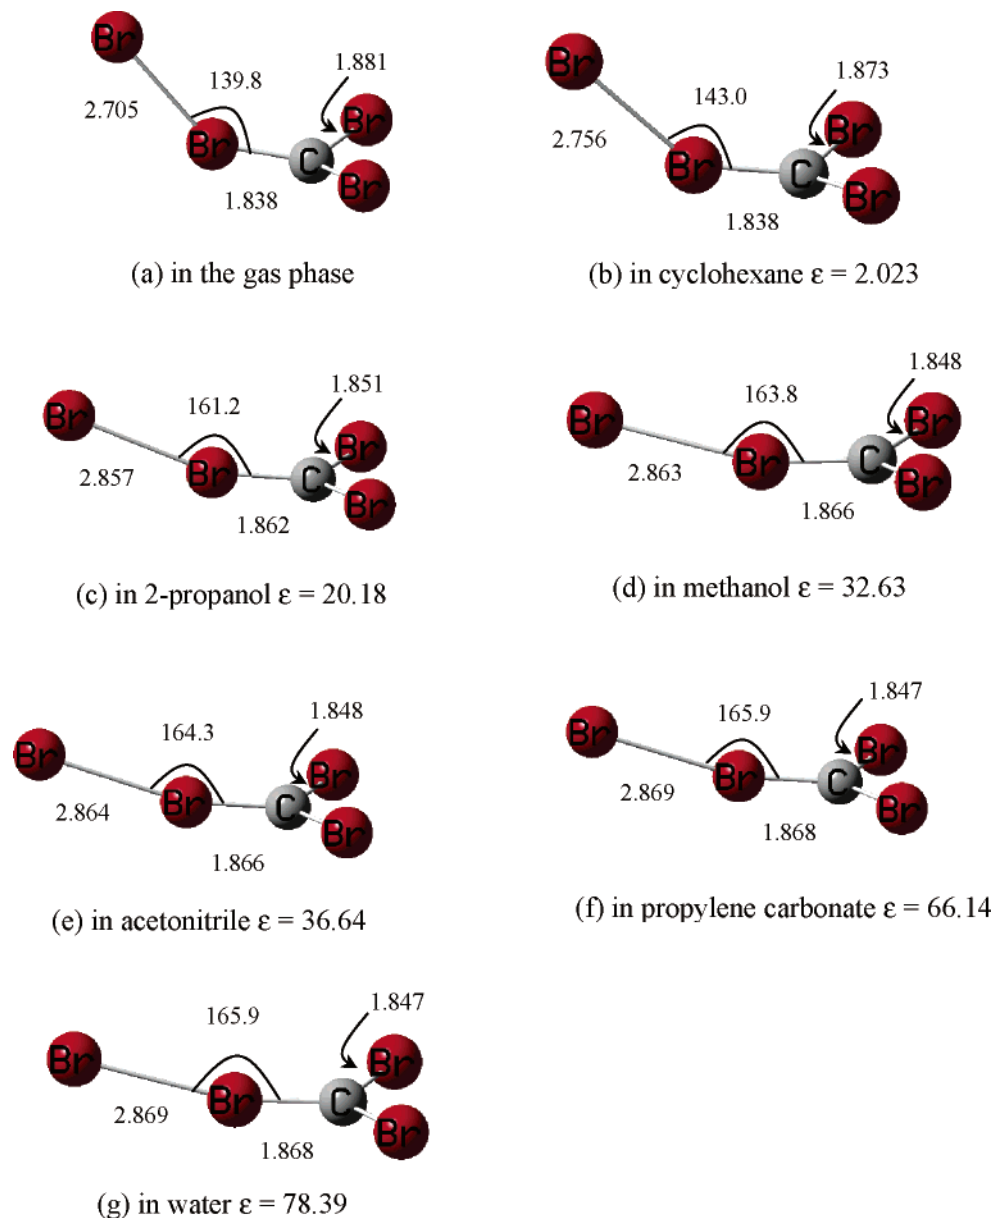 Br
139.8
1.881
2.705
Br
Br
C
Br
1.838
(a) in the gas phase
Br
143.0
1.873
2.756
Br
Br
C
Br
1.838
(b) in cyclohexane ε = 2.023
Br
161.2
1.851
2.857
Br
Br
C
Br
1.862
(c) in 2-propanol ε = 20.18
Br
163.8
1.848
2.863
Br
Br
C
Br
1.866
(d) in methanol ε = 32.63
Br
164.3
1.848
2.864
Br
Br
C
Br
1.866
(e) in acetonitrile ε = 36.64
Br
165.9
1.847
2.869
Br
Br
C
Br
1.868
(f) in propylene carbonate ε = 66.14
Br
165.9
1.847
2.869
Br
Br
C
Br
1.868
(g) in water ε = 78.39